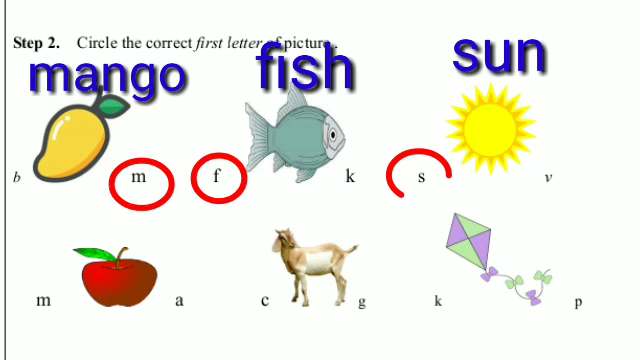 Step 2. Circle the correct first letter of picture.
mango fish sun
b m f k s v
m a c g k p